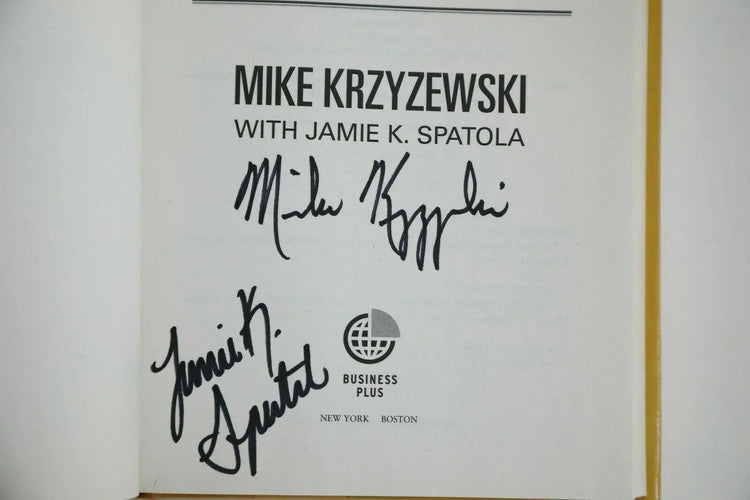 MIKE KRZYZEWSKI
WITH JAMIE K. SPATOLA
Mike Krzyzewski
Jamie K.
Spatola
BUSINESS
PLUS
NEW YORK BOSTON